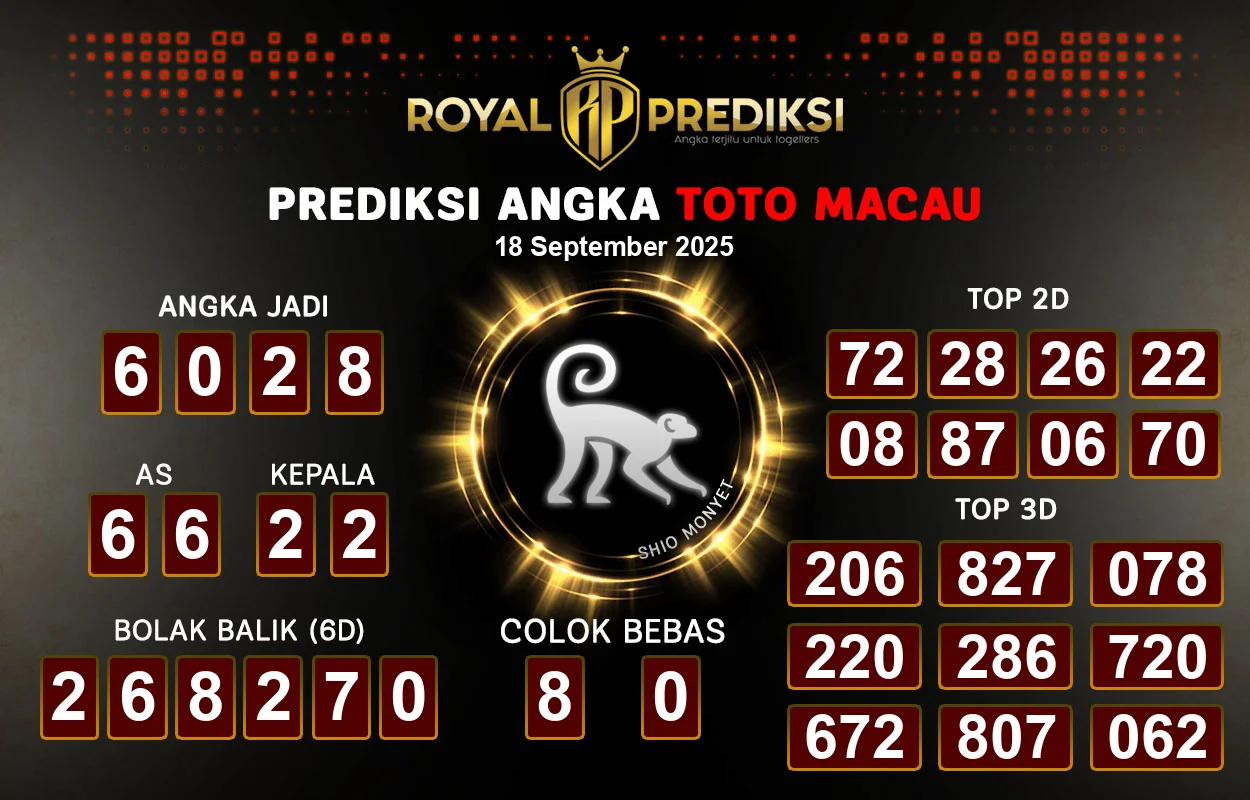 ROYAL RP PREDIKSI
Angka terjitu untuk togellers
PREDIKSI ANGKA TOTO MACAU
18 September 2025
ANGKA JADI
6 0 2 8
AS
6 6
KEPALA
2 2
BOLAK BALIK (6D)
2 6 8 2 7 0
SHIO MONYET
COLOK BEBAS
8 0
TOP 2D
72 28 26 22
08 87 06 70
TOP 3D
206 827 078
220 286 720
672 807 062